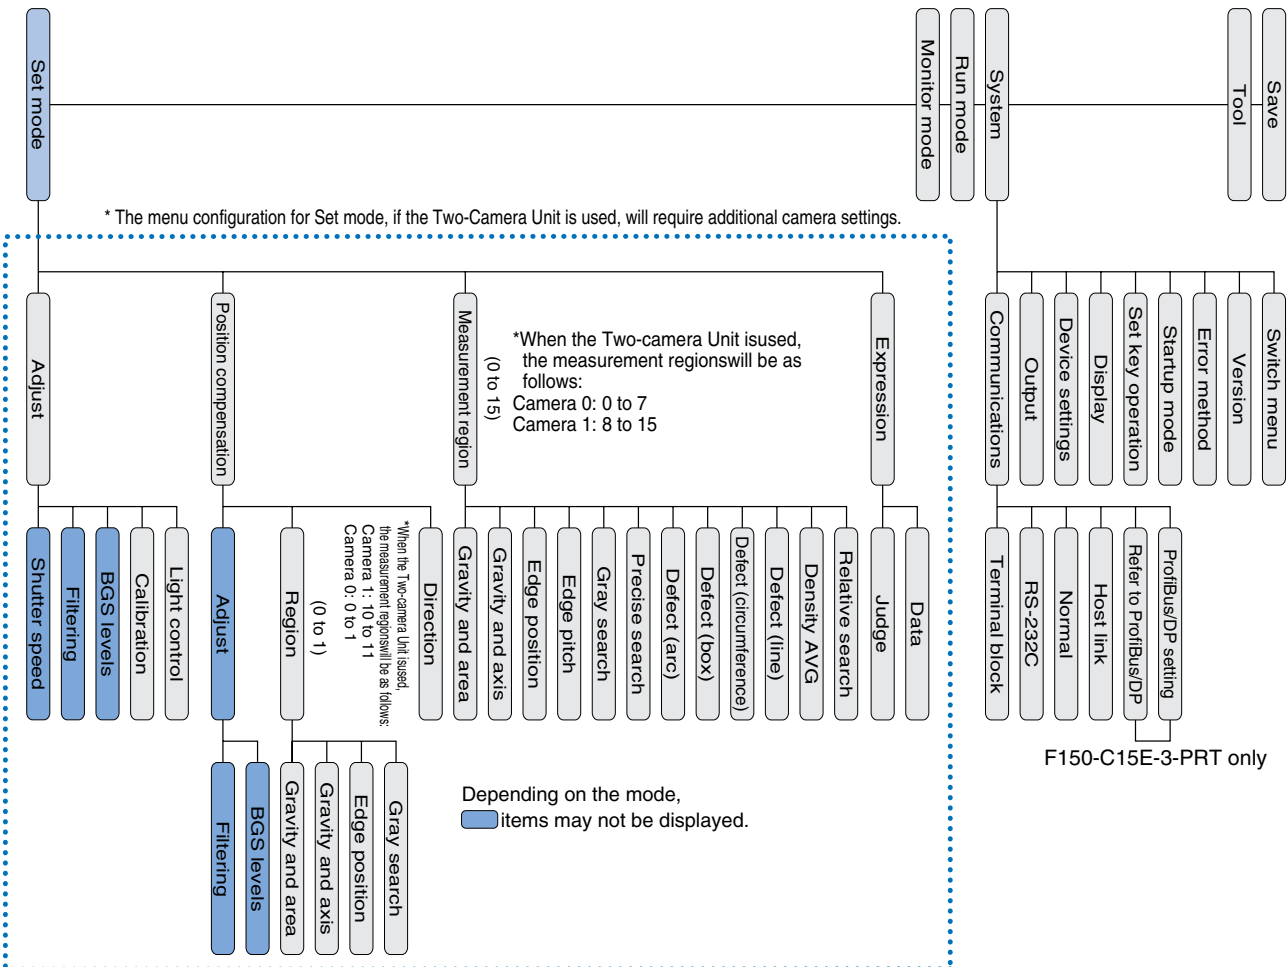 Set mode
Monitor mode
Run mode
System
Tool
Save
* The menu configuration for Set mode, if the Two-Camera Unit is used, will require additional camera settings.
Adjust
Position compensation
Measurement region
(0 to 15)
*When the Two-camera Unit isused,
the measurement regionswill be as
follows:
Camera 0: 0 to 7
Camera 1: 8 to 15
Expression
Communications
Output
Device settings
Display
Set key operation
Startup mode
Error method
Version
Switch menu
Shutter speed
Filtering
BGS levels
Calibration
Light control
Adjust
Region
(0 to 1)
*When the Two-camera Unit isused,
the measurement regionswill be as follows:
Camera 1: 10 to 11
Camera 0: 0 to 1
Direction
Gravity and area
Gravity and axis
Edge position
Edge pitch
Gray search
Precise search
Defect (arc)
Defect (box)
Defect (circumference)
Defect (line)
Density AVG
Relative search
Judge
Data
Terminal block
RS-232C
Normal
Host link
Refer to ProfiBus/DP
ProfiBus/DP setting
F150-C15E-3-PRT only
Filtering
BGS levels
Gravity and area
Gravity and axis
Edge position
Gray search
Depending on the mode,
items may not be displayed.